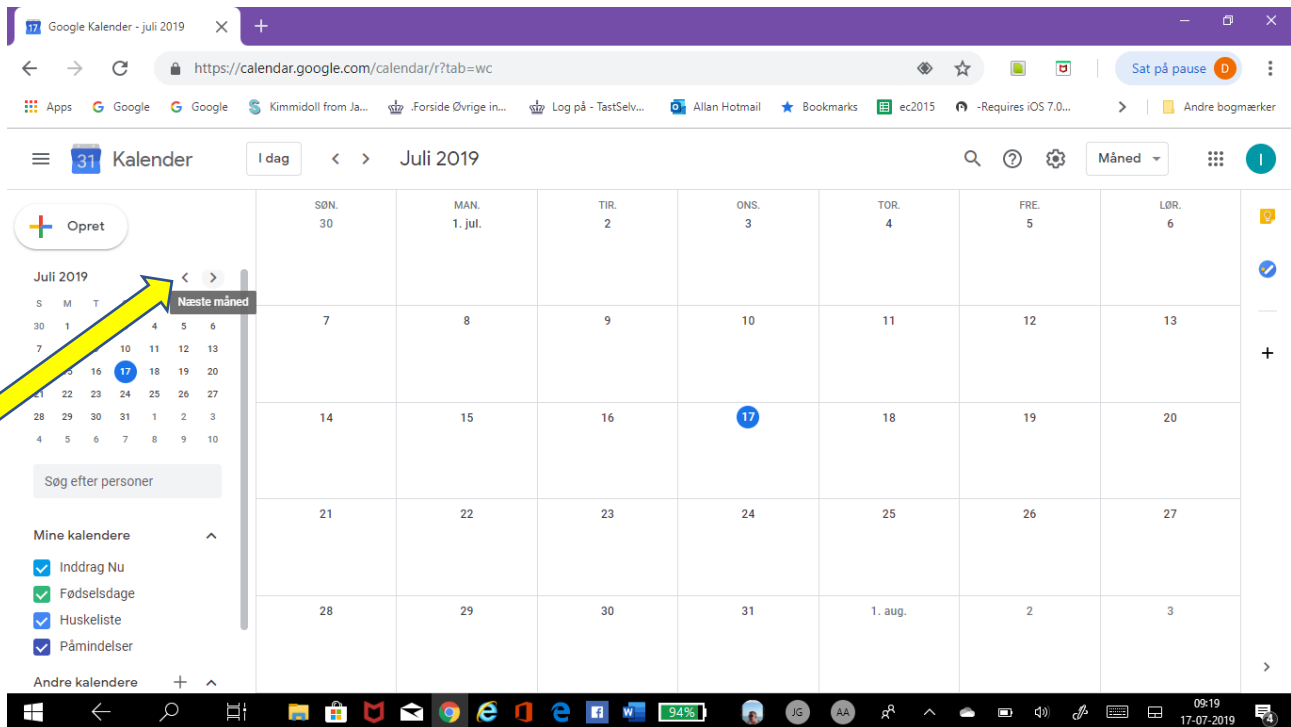 17 Google Kalender - juli 2019
https://calendar.google.com/calendar/r?tab=wc
Sat på pause D
Apps Google Google Kimmidoll from Ja... .Forside Øvrige in... Log på - TastSelv... Allan Hotmail Bookmarks ec2015 -Requires iOS 7.0... Andre bogmærker
31 Kalender I dag Juli 2019 Måned I
Opret
Juli 2019
Næste måned
S M T
30 1 4 5 6
7 10 11 12 13
16 17 18 19 20
21 22 23 24 25 26 27
28 29 30 31 1 2 3
4 5 6 7 8 9 10
Søg efter personer
Mine kalendere
Inddrag Nu
Fødselsdage
Huskeliste
Påmindelser
Andre kalendere
SØN. MAN. TIR. ONS. TOR. FRE. LØR.
30 1. jul. 2 3 4 5 6
7 8 9 10 11 12 13
14 15 16 17 18 19 20
21 22 23 24 25 26 27
28 29 30 31 1. aug. 2 3
94% JG AA 09:19
17-07-2019
4